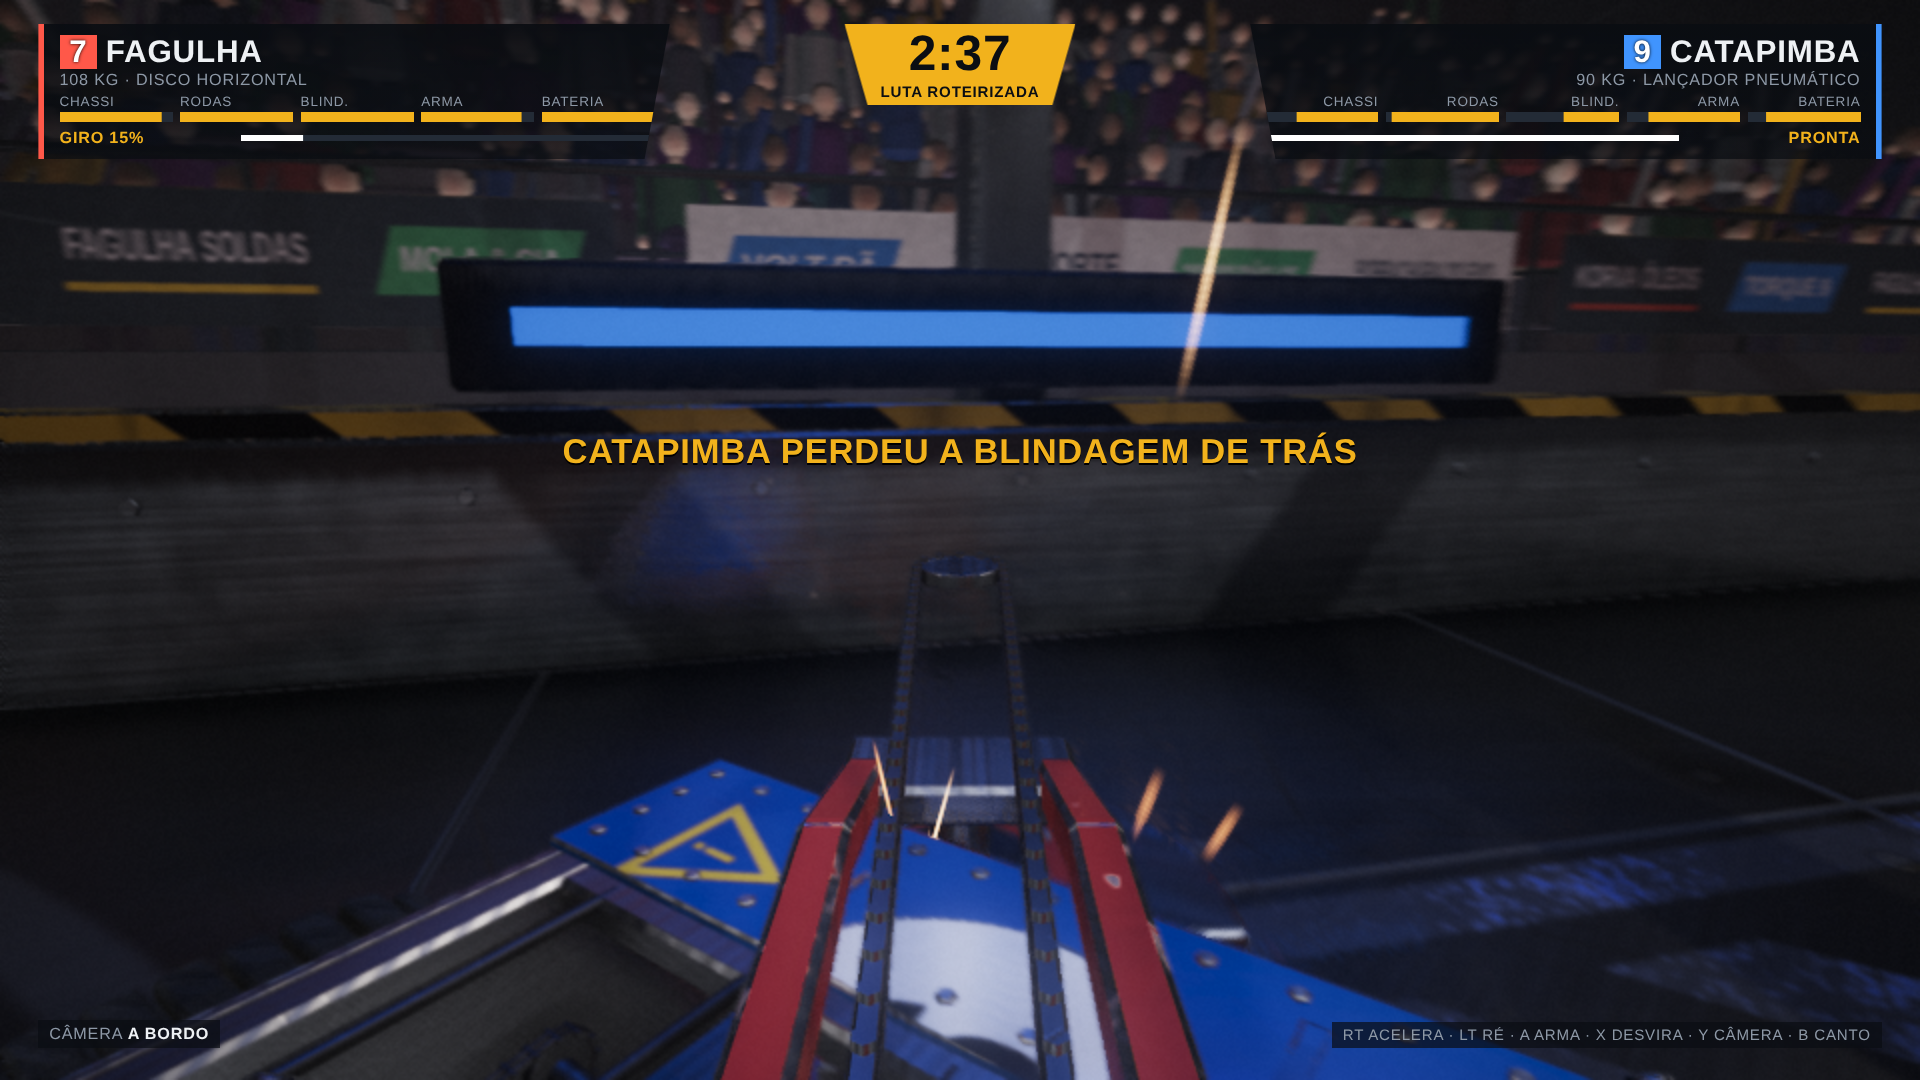 7 FAGULHA
108 KG · DISCO HORIZONTAL
CHASSI RODAS BLIND. ARMA BATERIA
GIRO 15%
2:37
LUTA ROTEIRIZADA
9 CATAPIMBA
90 KG · LANÇADOR PNEUMÁTICO
CHASSI RODAS BLIND. ARMA BATERIA
PRONTA
FAGULHA SOLDAS
TORQUE 9
CATAPIMBA PERDEU A BLINDAGEM DE TRÁS
CÂMERA A BORDO
RT ACELERA · LT RÉ · A ARMA · X DESVIRA · Y CÂMERA · B CANTO